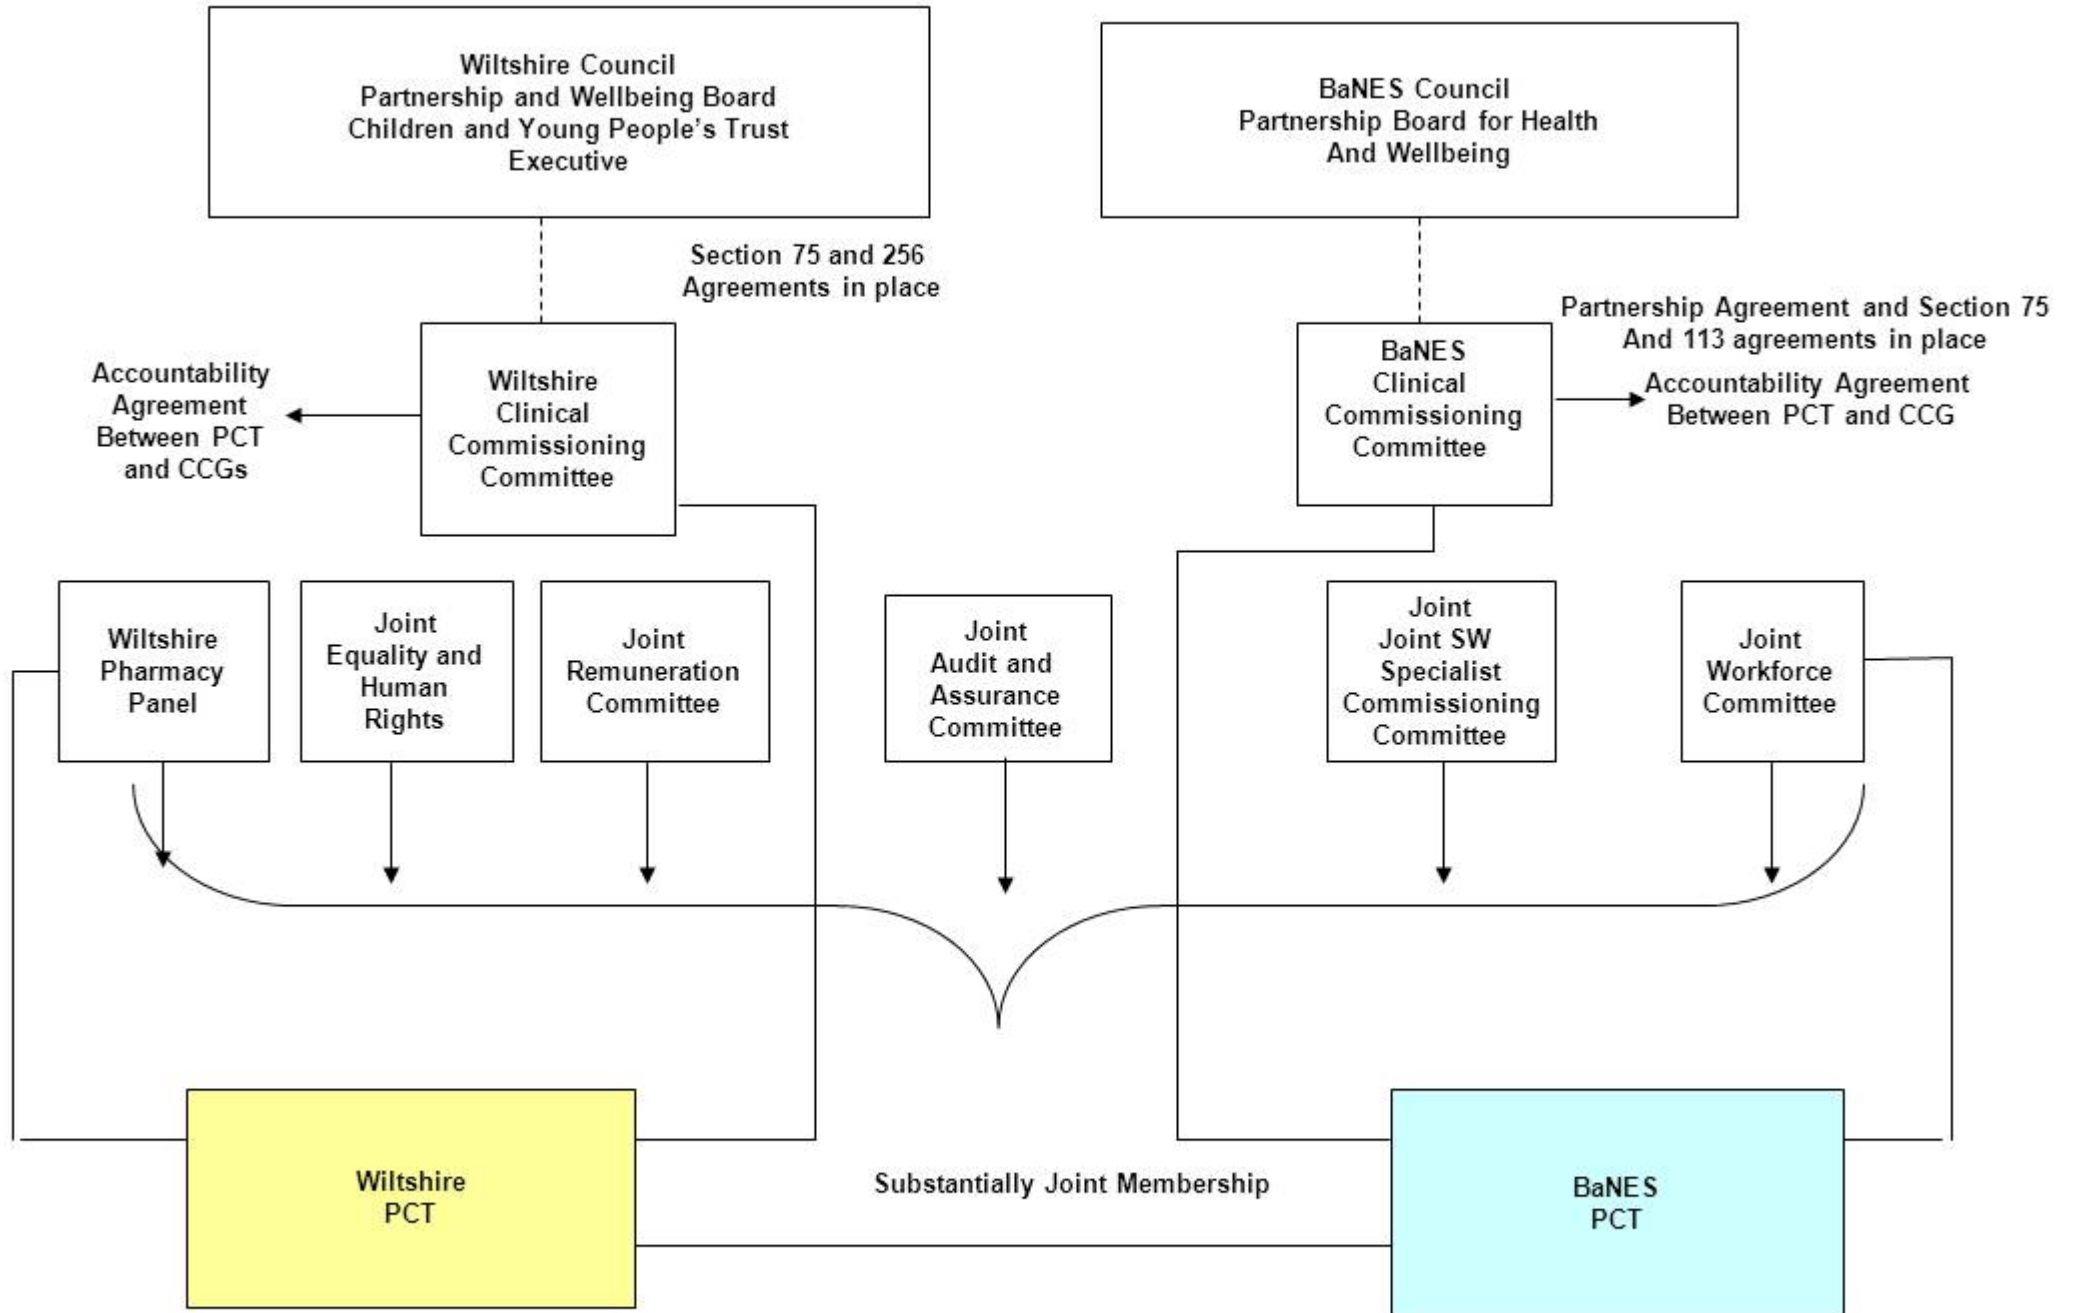 Wiltshire Council
Partnership and Wellbeing Board
Children and Young People's Trust
Executive
BaNES Council
Partnership Board for Health
And Wellbeing
Section 75 and 256
Agreements in place
Partnership Agreement and Section 75
And 113 agreements in place
Accountability
Agreement
Between PCT
and CCGs
Wiltshire
Clinical
Commissioning
Committee
BaNES
Clinical
Commissioning
Committee
Accountability Agreement
Between PCT and CCG
Wiltshire
Pharmacy
Panel
Joint
Equality and
Human
Rights
Joint
Remuneration
Committee
Joint
Audit and
Assurance
Committee
Joint
Joint SW
Specialist
Commissioning
Committee
Joint
Workforce
Committee
Wiltshire
PCT
Substantially Joint Membership
BaNES
PCT